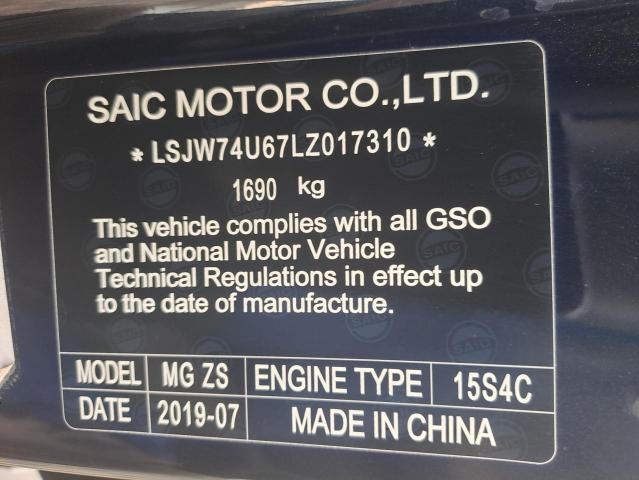 SAIC MOTOR CO.,LTD.
* LSJW74U67LZ017310 *
1690 kg
This vehicle complies with all GSO
and National Motor Vehicle
Technical Regulations in effect up
to the date of manufacture.
MODEL MG ZS ENGINE TYPE 15S4C
DATE 2019-07 MADE IN CHINA